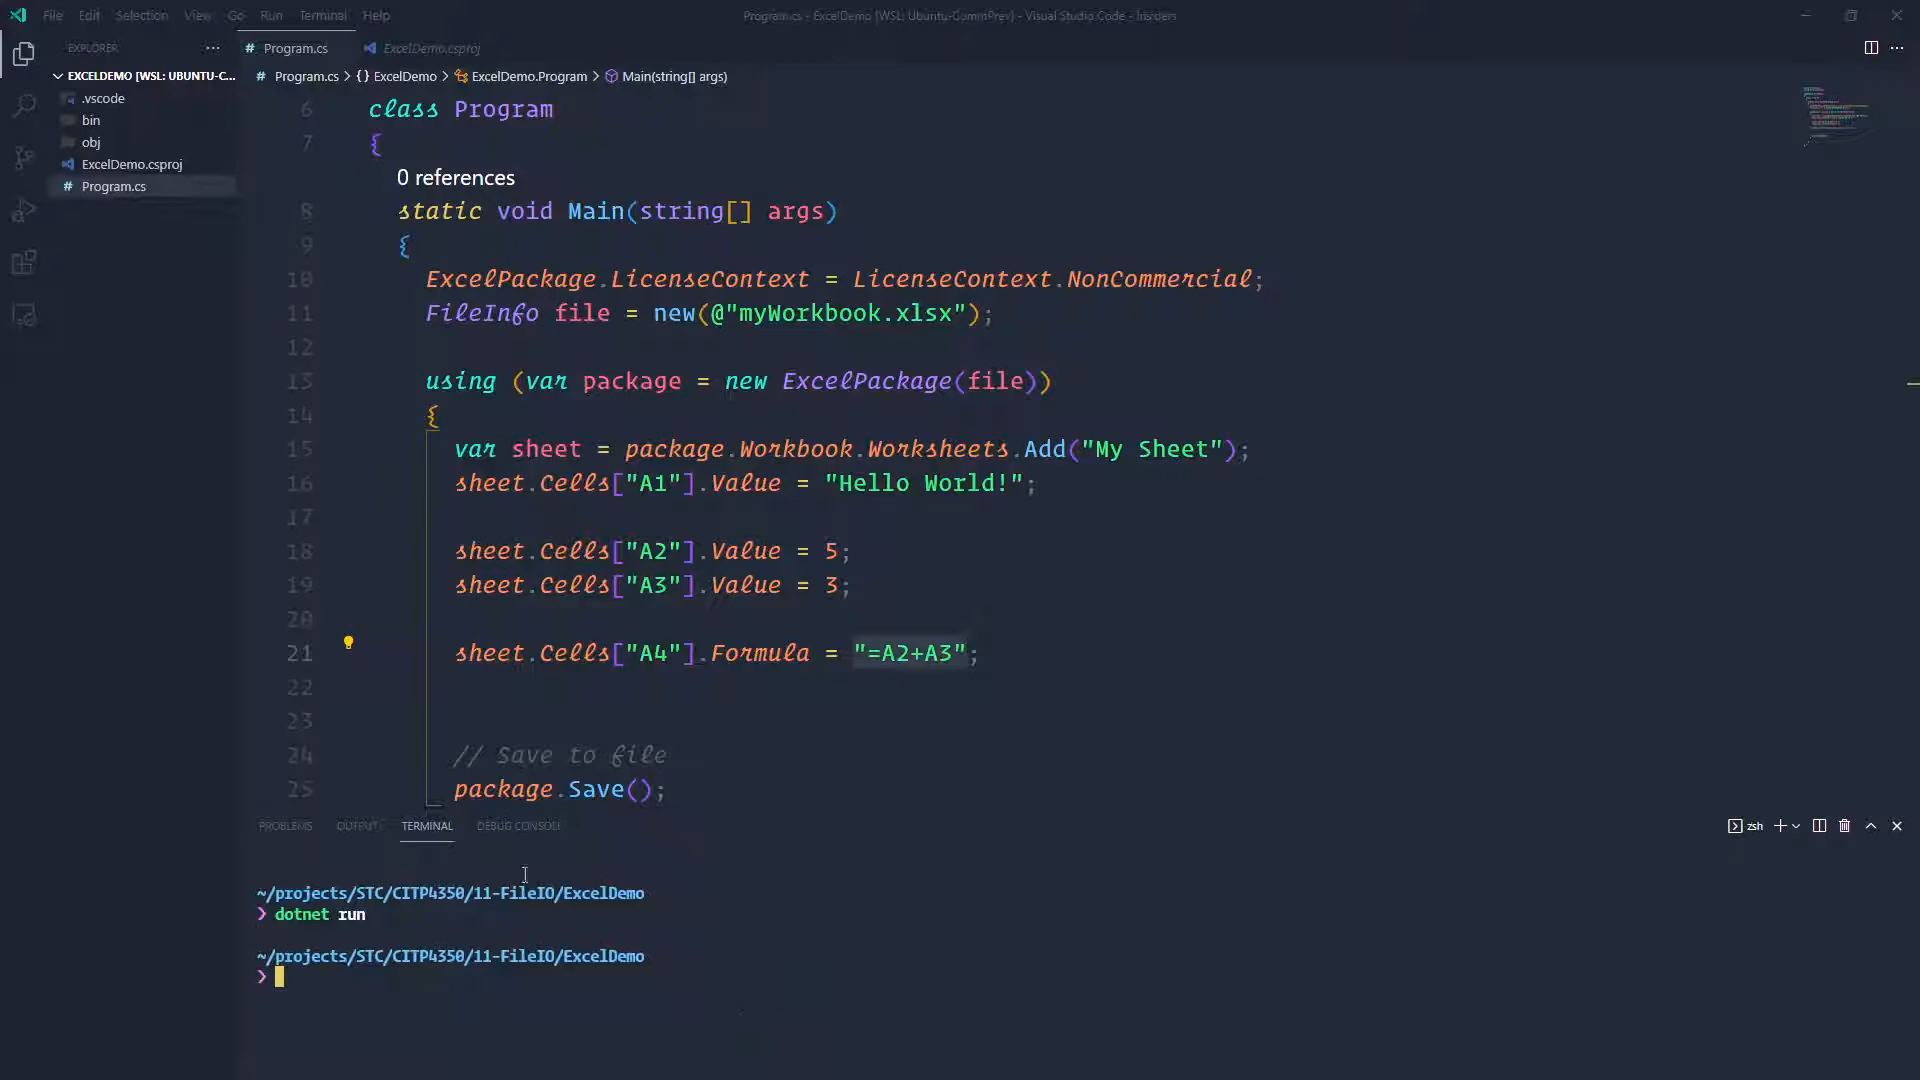 File Edit Selection View Go Run Terminal Help
Program.cs - ExcelDemo [WSL: Ubuntu-CommPrev] - Visual Studio Code - Insiders
EXPLORER
# Program.cs
ExcelDemo.csproj
EXCELDEMO [WSL: UBUNTU-C...
# Program.cs > { } ExcelDemo > ExcelDemo.Program > Main(string[] args)
.vscode
bin
obj
ExcelDemo.csproj
# Program.cs
6 class Program
7 {
0 references
8 static void Main(string[] args)
9 {
10 ExcelPackage.LicenseContext = LicenseContext.NonCommercial;
11 FileInfo file = new(@"myWorkbook.xlsx");
12
13 using (var package = new ExcelPackage(file))
14 {
15 var sheet = package.Workbook.Worksheets.Add("My Sheet");
16 sheet.Cells["A1"].Value = "Hello World!";
17
18 sheet.Cells["A2"].Value = 5;
19 sheet.Cells["A3"].Value = 3;
20
21 sheet.Cells["A4"].Formula = "=A2+A3";
22
23
24 // Save to file
25 package.Save();
PROBLEMS OUTPUT TERMINAL DEBUG CONSOLE
zsh
~/projects/STC/CITP4350/11-FileIO/ExcelDemo
❯ dotnet run
~/projects/STC/CITP4350/11-FileIO/ExcelDemo
❯